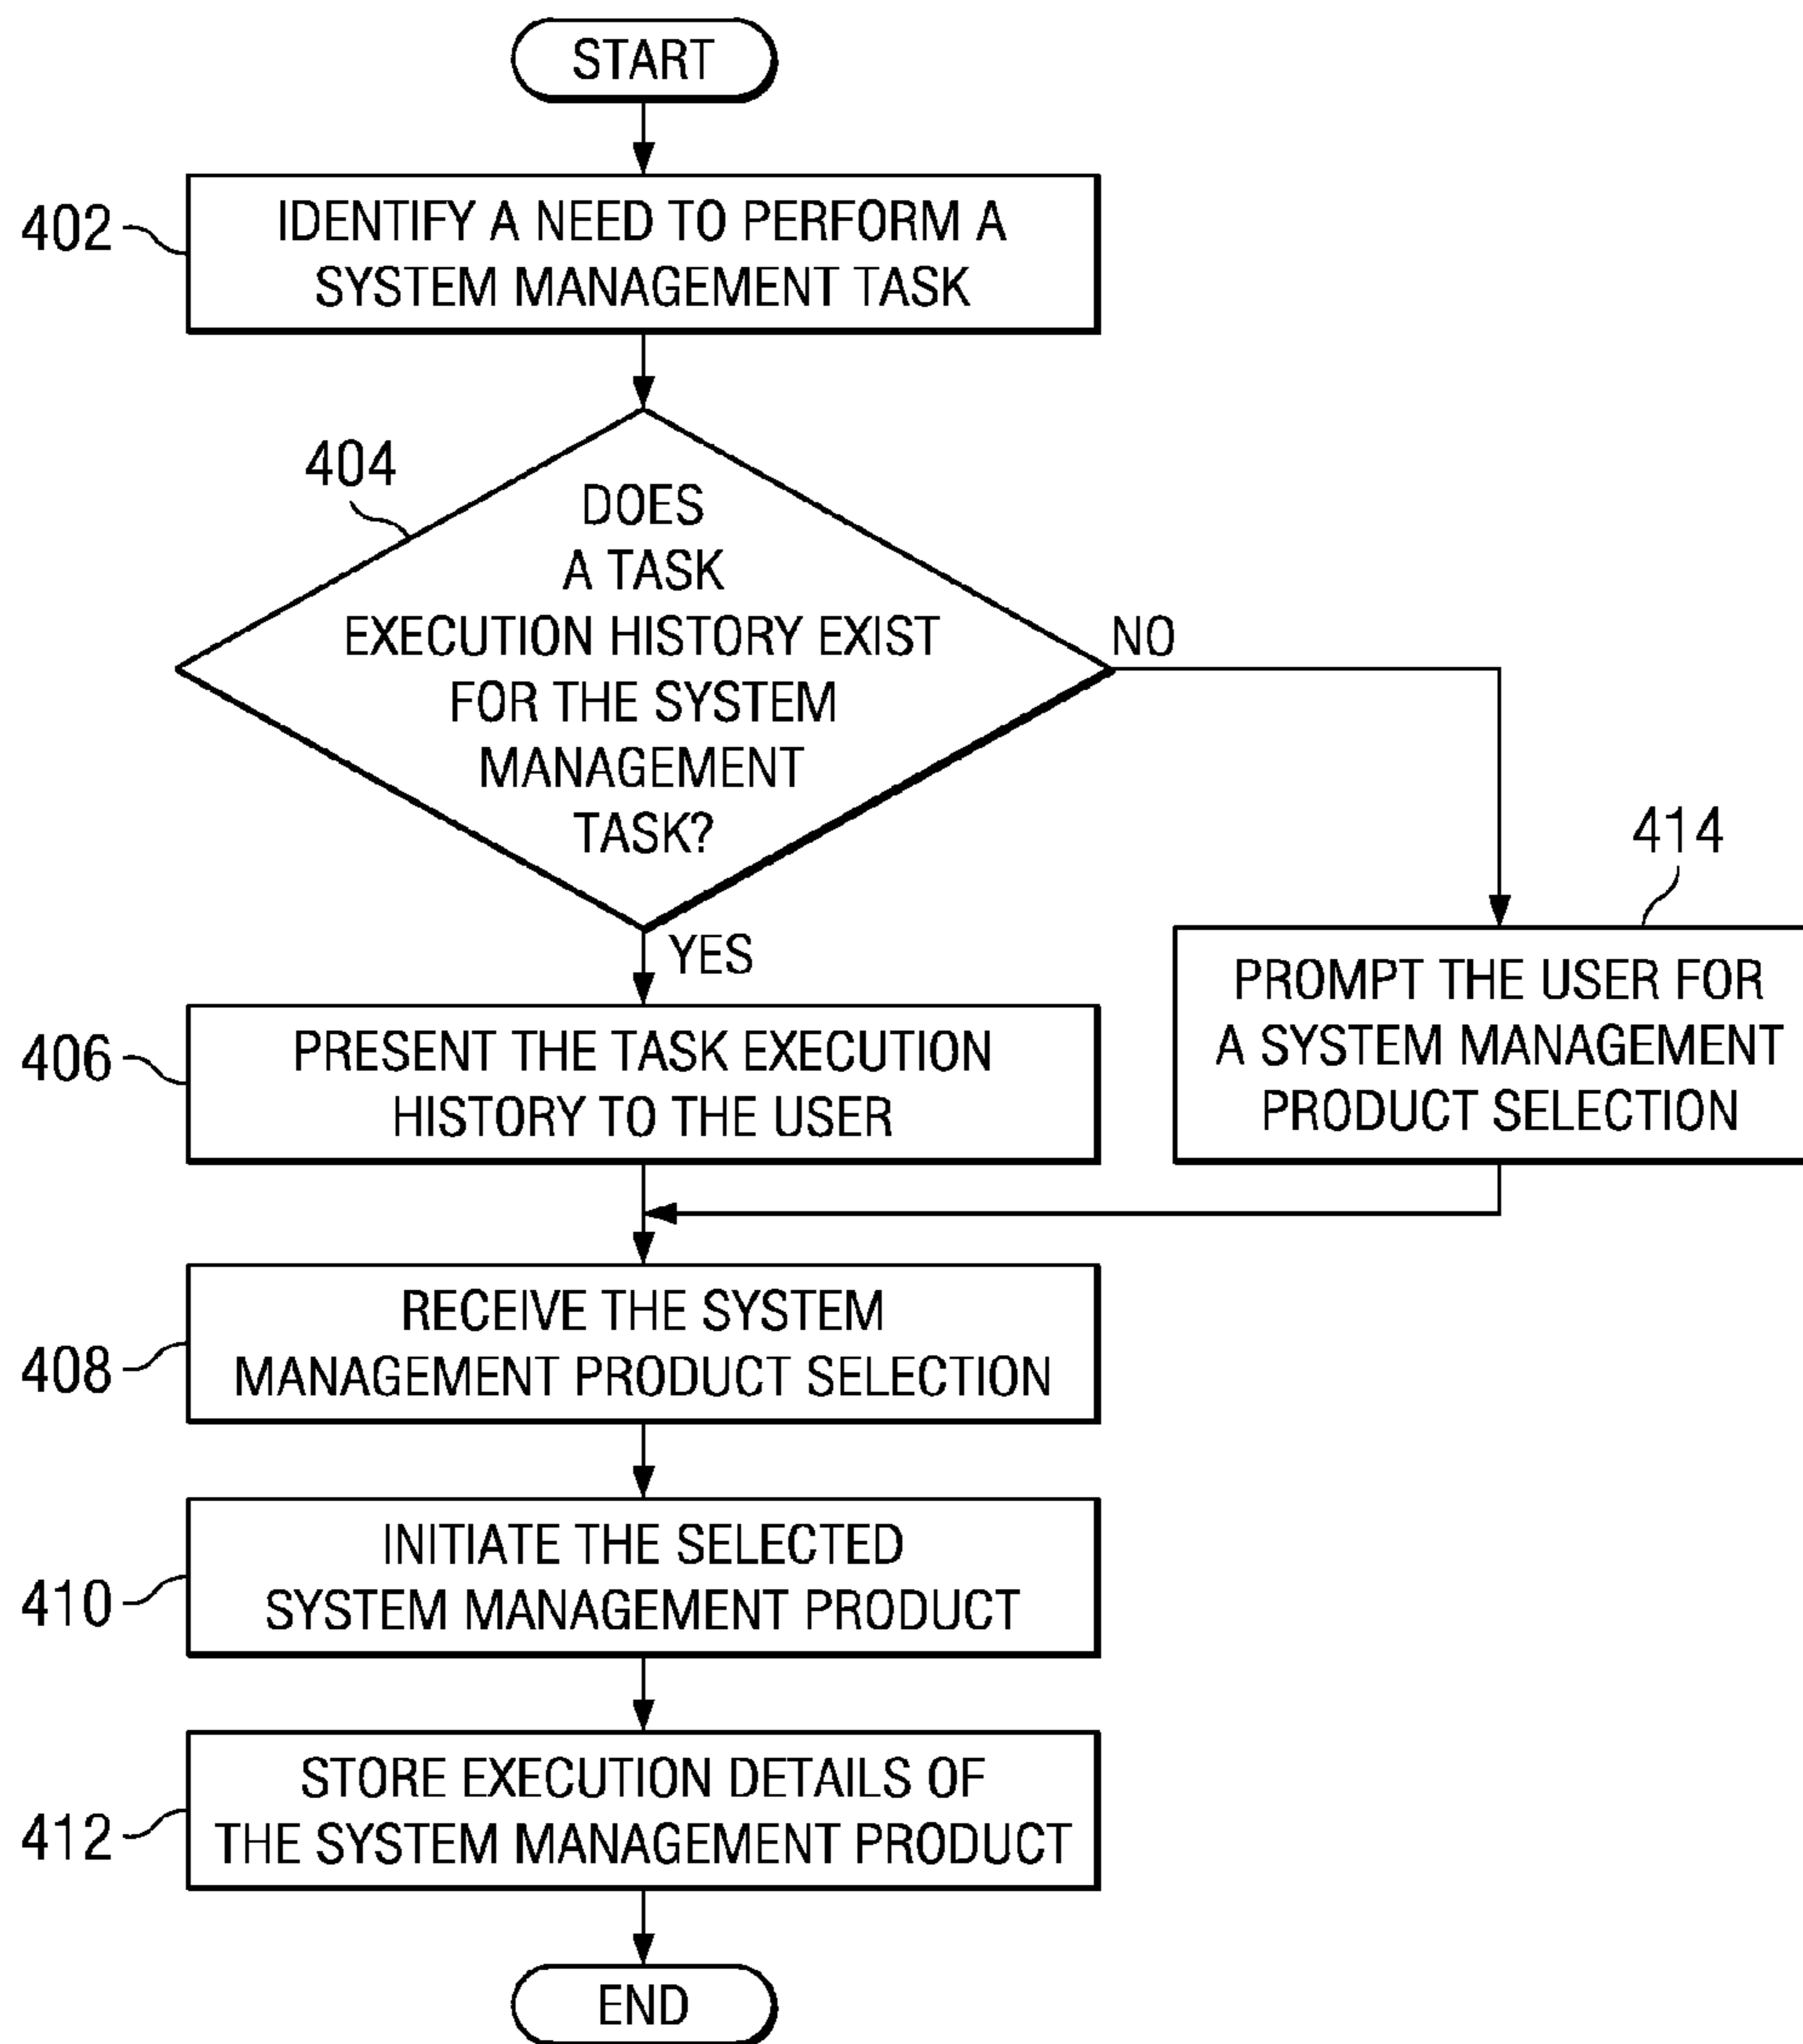 START
402
IDENTIFY A NEED TO PERFORM A
SYSTEM MANAGEMENT TASK
404
DOES
A TASK
EXECUTION HISTORY EXIST
FOR THE SYSTEM
MANAGEMENT
TASK?
NO
YES
414
PROMPT THE USER FOR
A SYSTEM MANAGEMENT
PRODUCT SELECTION
406
PRESENT THE TASK EXECUTION
HISTORY TO THE USER
408
RECEIVE THE SYSTEM
MANAGEMENT PRODUCT SELECTION
410
INITIATE THE SELECTED
SYSTEM MANAGEMENT PRODUCT
412
STORE EXECUTION DETAILS OF
THE SYSTEM MANAGEMENT PRODUCT
END